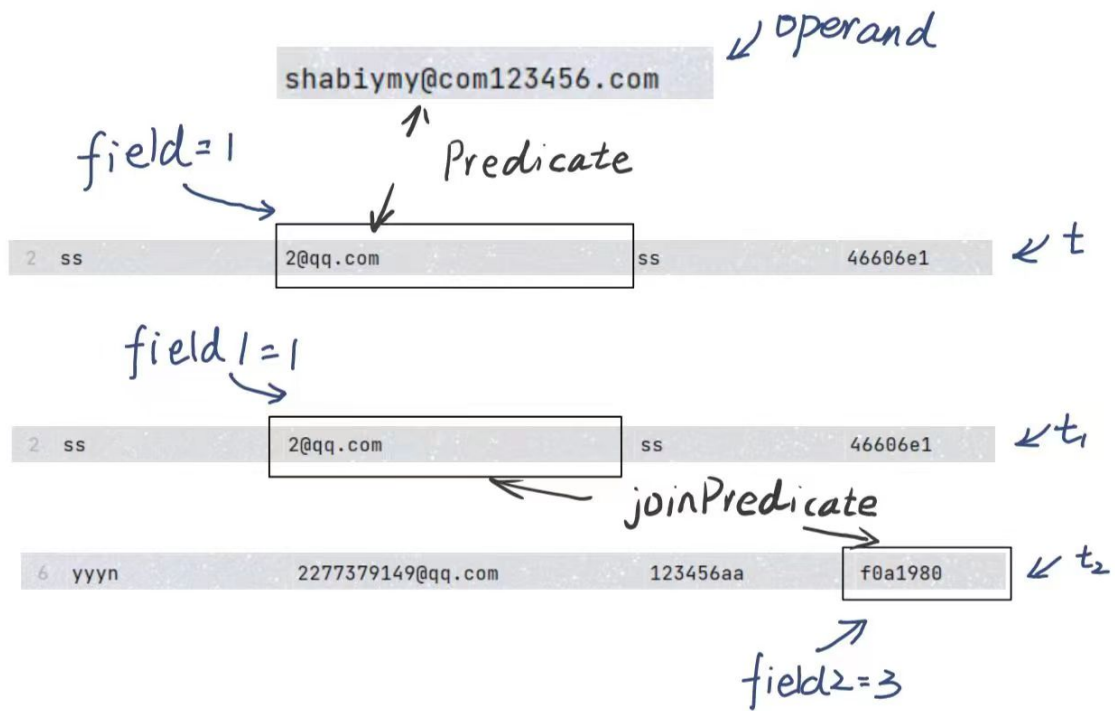 operand
shabiymy@com123456.com
field=1
Predicate
2 ss 2@qq.com ss 46606e1
t
field1=1
2 ss 2@qq.com ss 46606e1
t1
joinPredicate
6 yyyn 2277379149@qq.com 123456aa f0a1980
t2
field2=3